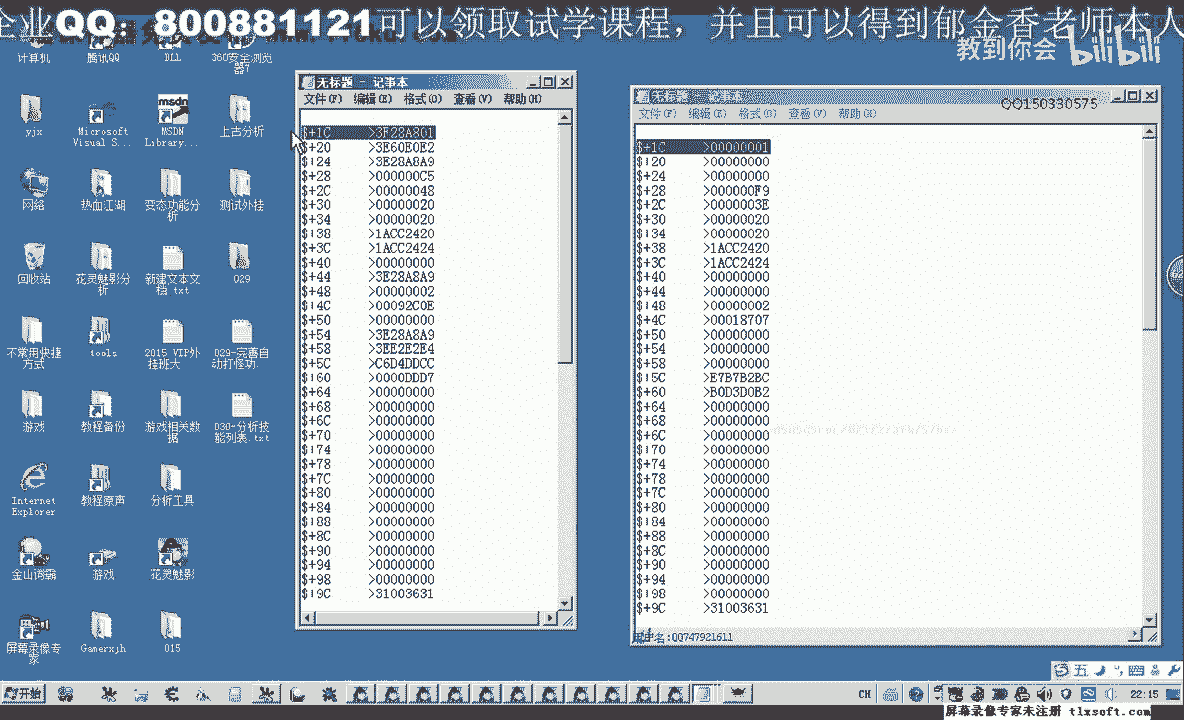 企业QQ：800881121可以领取试学课程，并且可以得到郁金香老师本人
教到你会 bilibili
QQ150330575
计算机
腾讯QQ
DLL
360安全浏览器7
yjx
Microsoft Visual S...
MSDN Library...
上古分析
网络
热血江湖
变态功能分析
测试外挂
回收站
花灵魅影分析
新建文本文档.txt
029
不常用快捷方式
tools
2015 VIP外挂班大
029-完善自动打怪功.
游戏
教程备份
游戏相关数据
030-分析技能列表.txt
Internet Explorer
教程原声
分析工具
金山词霸
游戏
花灵魅影
屏幕录像专家
Gamerxjh
015
无标题 - 记事本
文件(F) 编辑(E) 格式(O) 查看(V) 帮助(H)
$+1C >3F28A801
$+20 >3E60E0E2
$+24 >3E28A8A9
$+28 >000000C5
$+2C >00000048
$+30 >00000020
$+34 >00000020
$+38 >1ACC2420
$+3C >1ACC2424
$+40 >00000000
$+44 >3E28A8A9
$+48 >00000002
$+4C >00092C0E
$+50 >00000000
$+54 >3E28A8A9
$+58 >3EE2E2E4
$+5C >C6D4DDCC
$+60 >0000DDD7
$+64 >00000000
$+68 >00000000
$+6C >00000000
$+70 >00000000
$+74 >00000000
$+78 >00000000
$+7C >00000000
$+80 >00000000
$+84 >00000000
$+88 >00000000
$+8C >00000000
$+90 >00000000
$+94 >00000000
$+98 >00000000
$+9C >31003631
无标题 - 记事本
文件(F) 编辑(E) 格式(O) 查看(V) 帮助(H)
$+1C >00000001
$+20 >00000000
$+24 >00000000
$+28 >000000F9
$+2C >0000003E
$+30 >00000020
$+34 >00000020
$+38 >1ACC2420
$+3C >1ACC2424
$+40 >00000000
$+44 >00000000
$+48 >00000002
$+4C >00018707
$+50 >00000000
$+54 >00000000
$+58 >00000000
$+5C >E7B7B2BC
$+60 >B0D3D0B2
$+64 >00000000
$+68 >00000000
$+6C >00000000
$+70 >00000000
$+74 >00000000
$+78 >00000000
$+7C >00000000
$+80 >00000000
$+84 >00000000
$+88 >00000000
$+8C >00000000
$+90 >00000000
$+94 >00000000
$+98 >00000000
$+9C >31003631
用户名:00747921611
五
开始
CH
22:15
屏幕录像专家未注册 tlxsoft.com